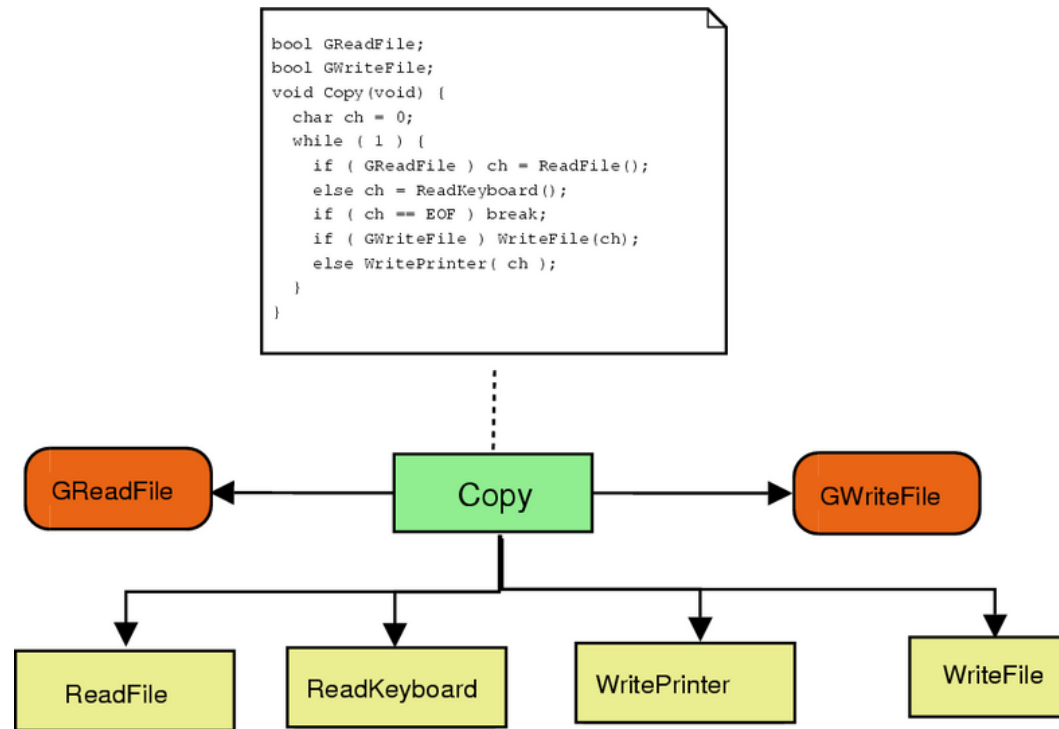 bool GReadFile;
bool GWriteFile;
void Copy(void) {
  char ch = 0;
  while ( 1 ) {
    if ( GReadFile ) ch = ReadFile();
    else ch = ReadKeyboard();
    if ( ch == EOF ) break;
    if ( GWriteFile ) WriteFile(ch);
    else WritePrinter( ch );
  }
}
GReadFile
Copy
GWriteFile
ReadFile
ReadKeyboard
WritePrinter
WriteFile